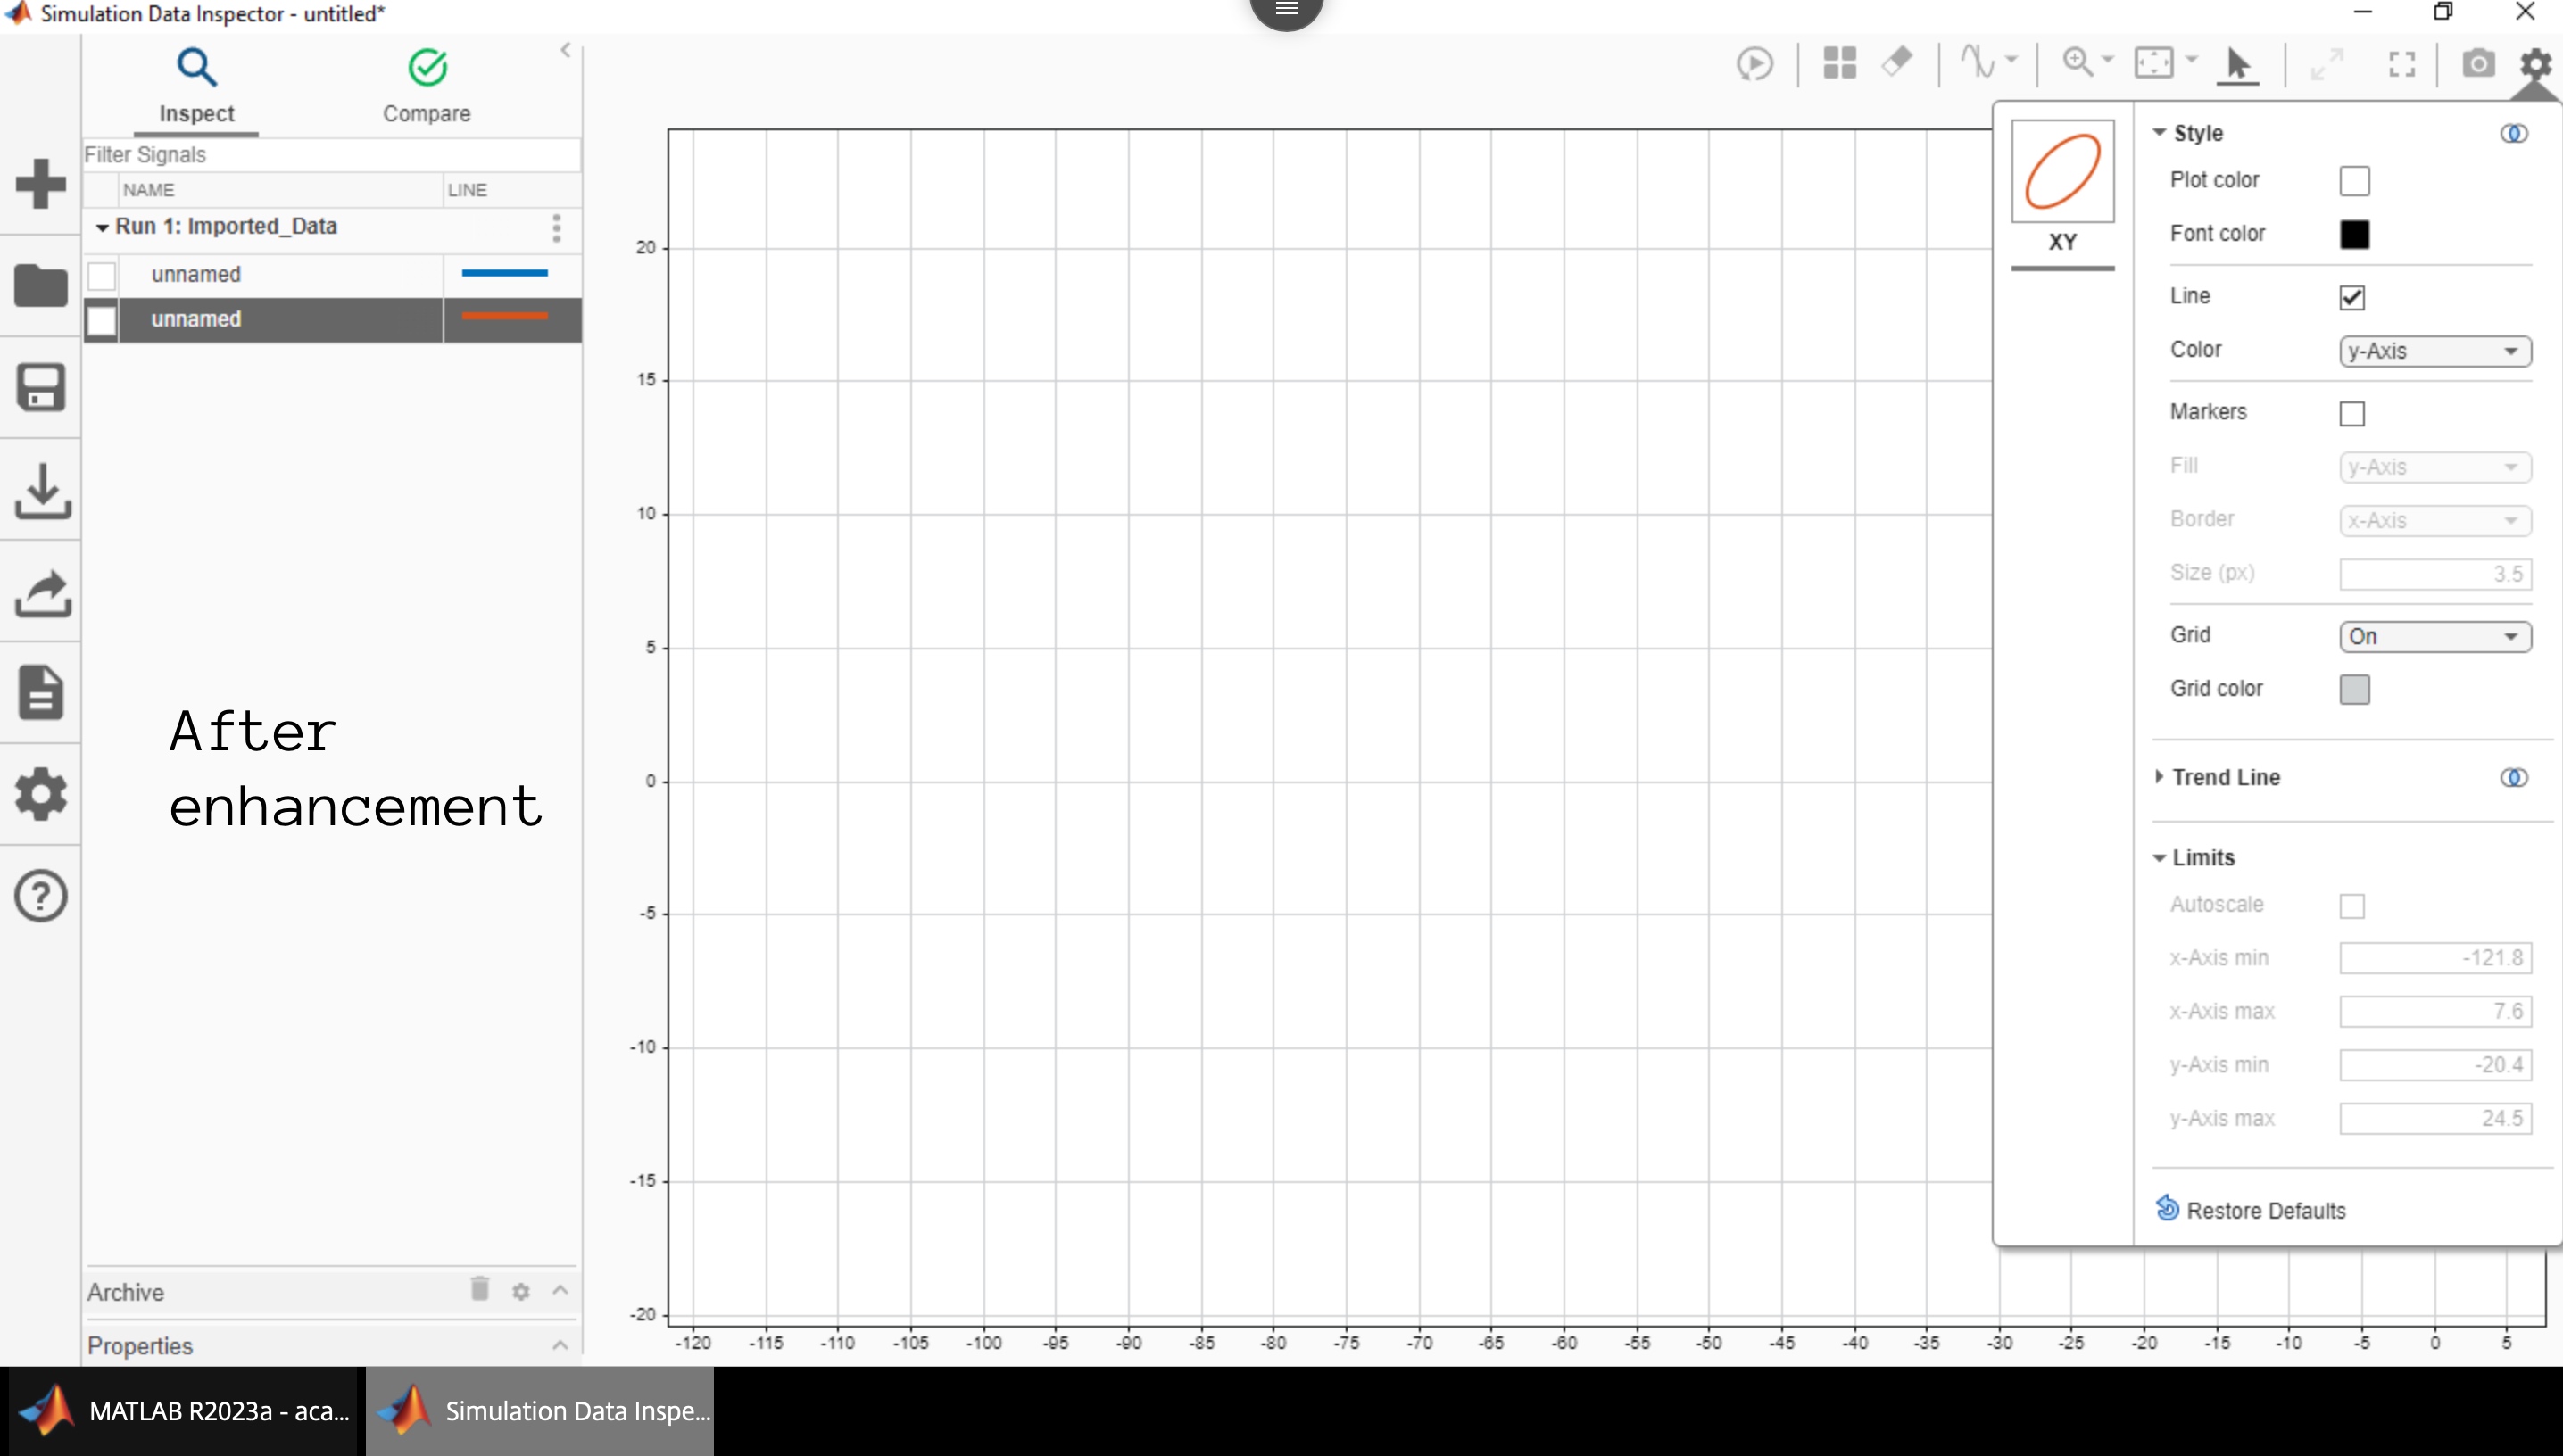 Simulation Data Inspector - untitled*
Inspect
Compare
Filter Signals
NAME LINE
Run 1: Imported_Data
unnamed
unnamed
After
enhancement
Archive
Properties
20
15
10
5
0
-5
-10
-15
-20
-120 -115 -110 -105 -100 -95 -90 -85 -80 -75 -70 -65 -60 -55 -50 -45 -40 -35 -30 -25 -20 -15 -10 -5 0 5
XY
Style
Plot color
Font color
Line
Color y-Axis
Markers
Fill y-Axis
Border x-Axis
Size (px) 3.5
Grid On
Grid color
Trend Line
Limits
Autoscale
x-Axis min -121.8
x-Axis max 7.6
y-Axis min -20.4
y-Axis max 24.5
Restore Defaults
MATLAB R2023a - aca...
Simulation Data Inspe...